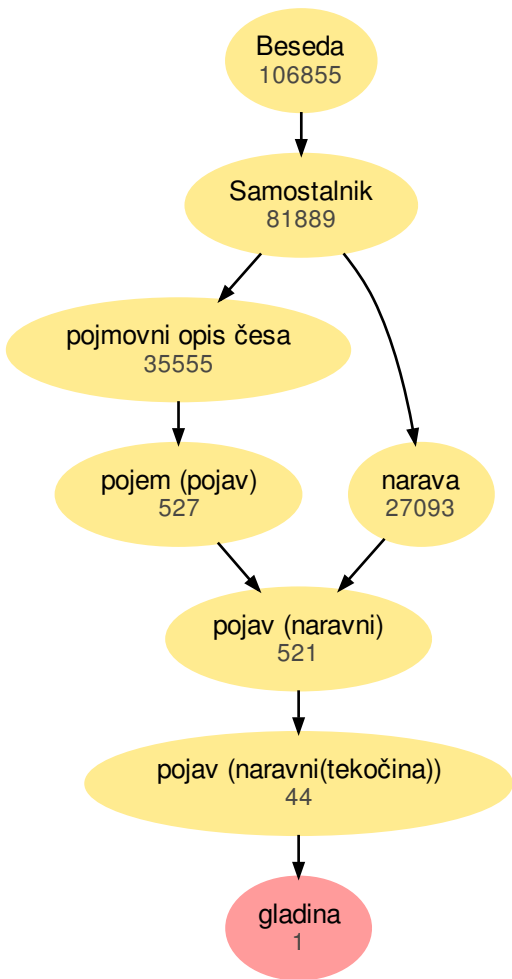 Beseda
106855
Samostalnik
81889
pojmovni opis česa
35555
pojem (pojav)
527
narava
27093
pojav (naravni)
521
pojav (naravni(tekočina))
44
gladina
1